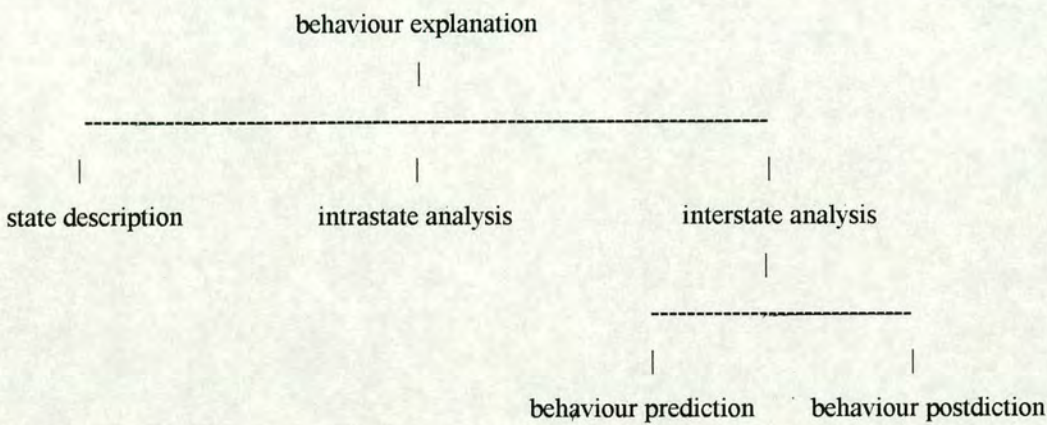 behaviour explanation
state description intrastate analysis interstate analysis
behaviour prediction behaviour postdiction